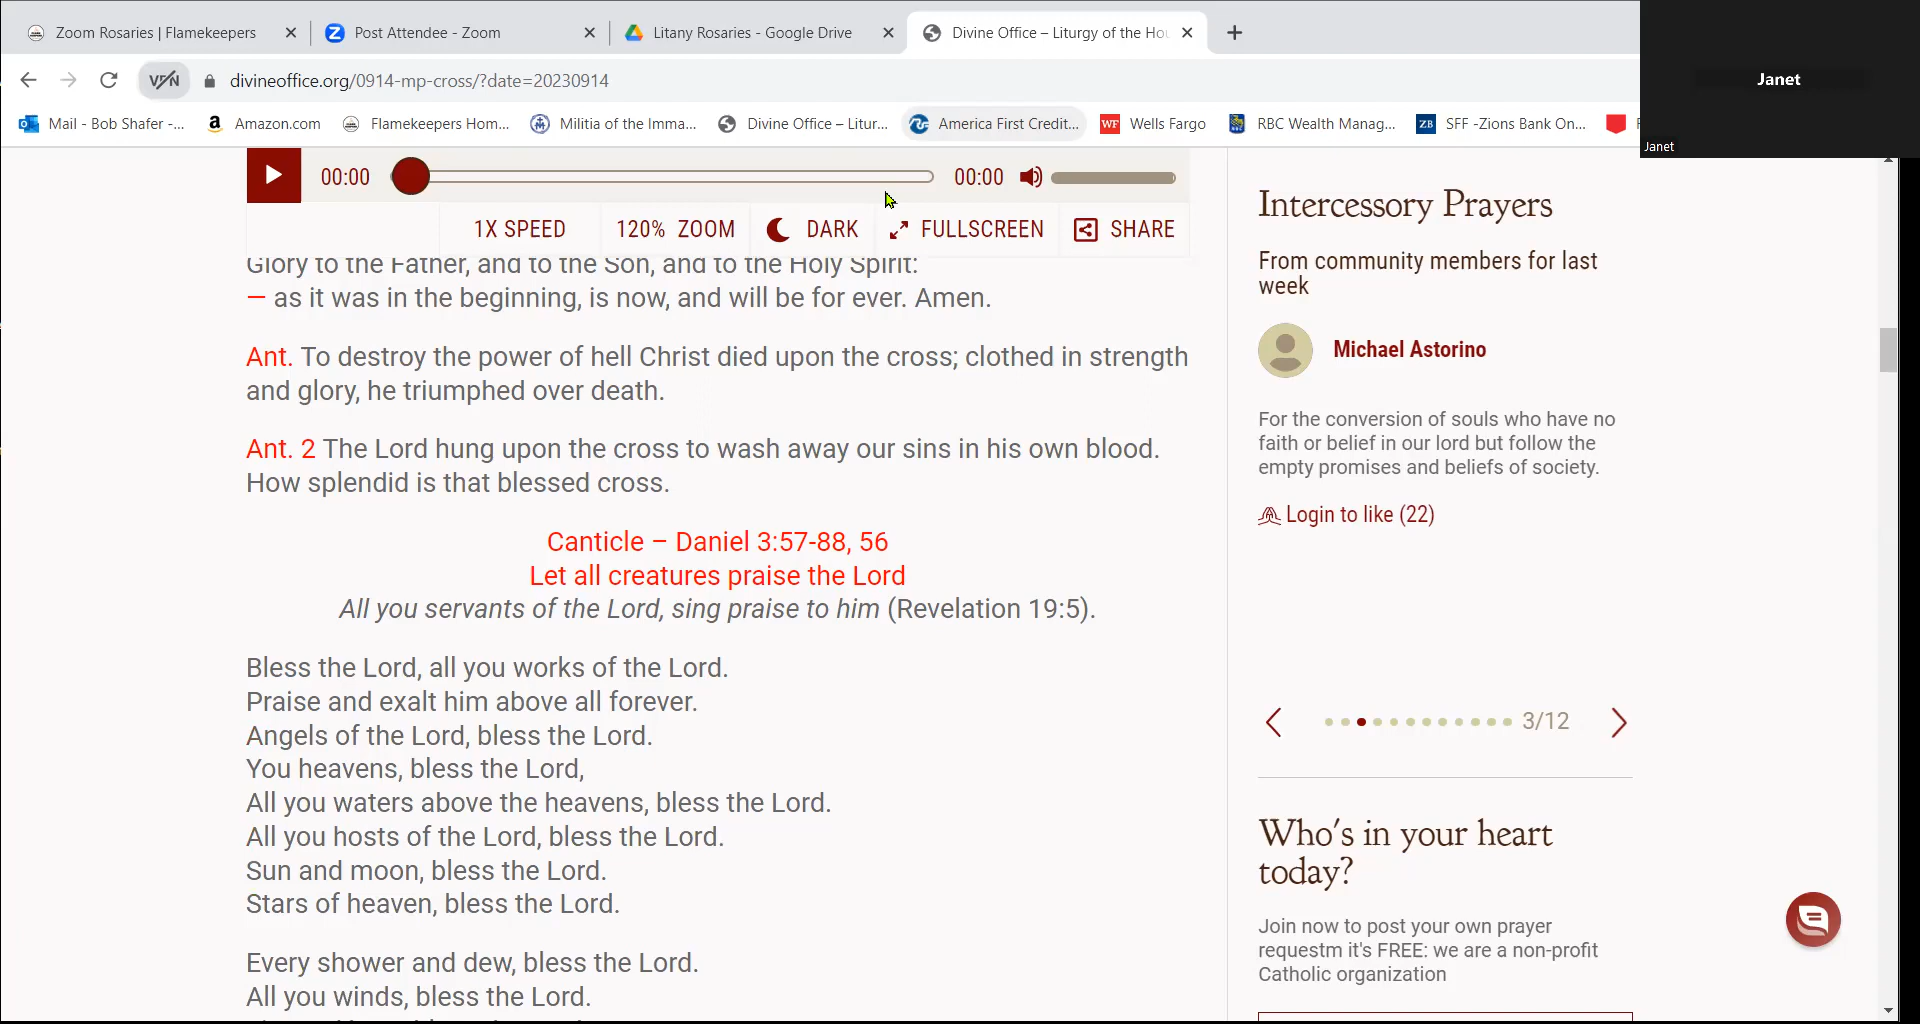 Zoom Rosaries | Flamekeepers
Post Attendee - Zoom
Litany Rosaries - Google Drive
Divine Office – Liturgy of the Hou
Janet
VPN
divineoffice.org/0914-mp-cross/?date=20230914
Mail - Bob Shafer -...
Amazon.com
Flamekeepers Hom...
Militia of the Imma...
Divine Office – Litur...
America First Credit...
WF Wells Fargo
RBC Wealth Manag...
ZB SFF -Zions Bank On...
Janet
00:00
00:00
1X SPEED
120% ZOOM
DARK
FULLSCREEN
SHARE
Glory to the Father, and to the Son, and to the Holy Spirit:
— as it was in the beginning, is now, and will be for ever. Amen.
Ant. To destroy the power of hell Christ died upon the cross; clothed in strength
and glory, he triumphed over death.
Ant. 2 The Lord hung upon the cross to wash away our sins in his own blood.
How splendid is that blessed cross.
Canticle – Daniel 3:57-88, 56
Let all creatures praise the Lord
All you servants of the Lord, sing praise to him (Revelation 19:5).
Bless the Lord, all you works of the Lord.
Praise and exalt him above all forever.
Angels of the Lord, bless the Lord.
You heavens, bless the Lord,
All you waters above the heavens, bless the Lord.
All you hosts of the Lord, bless the Lord.
Sun and moon, bless the Lord.
Stars of heaven, bless the Lord.
Every shower and dew, bless the Lord.
All you winds, bless the Lord.
Intercessory Prayers
From community members for last
week
Michael Astorino
For the conversion of souls who have no
faith or belief in our lord but follow the
empty promises and beliefs of society.
Login to like (22)
3/12
Who's in your heart
today?
Join now to post your own prayer
requestm it's FREE: we are a non-profit
Catholic organization